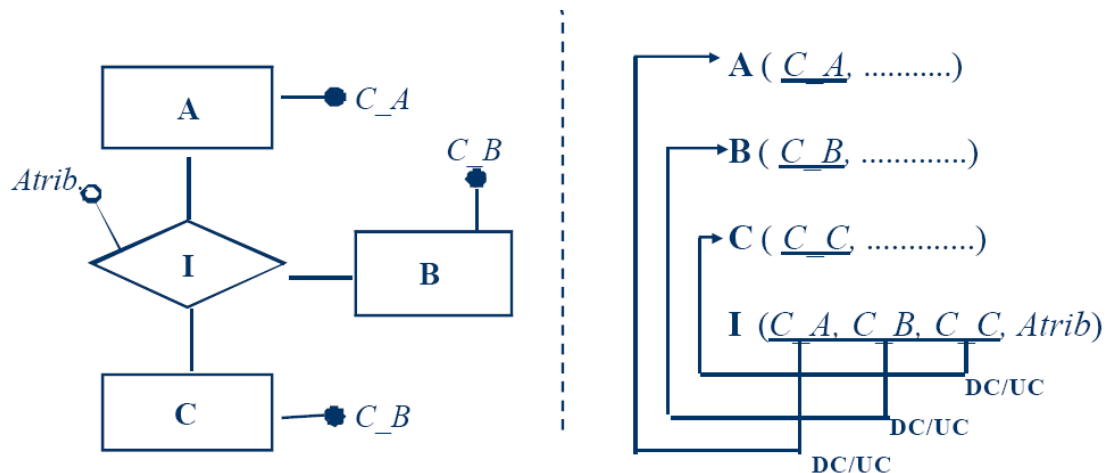 A
C_A
C_B
Atrib.
I
B
C
C_B
A ( C_A, ...........)
B ( C_B, .............)
C ( C_C, .............)
I (C_A, C_B, C_C, Atrib)
DC/UC
DC/UC
DC/UC